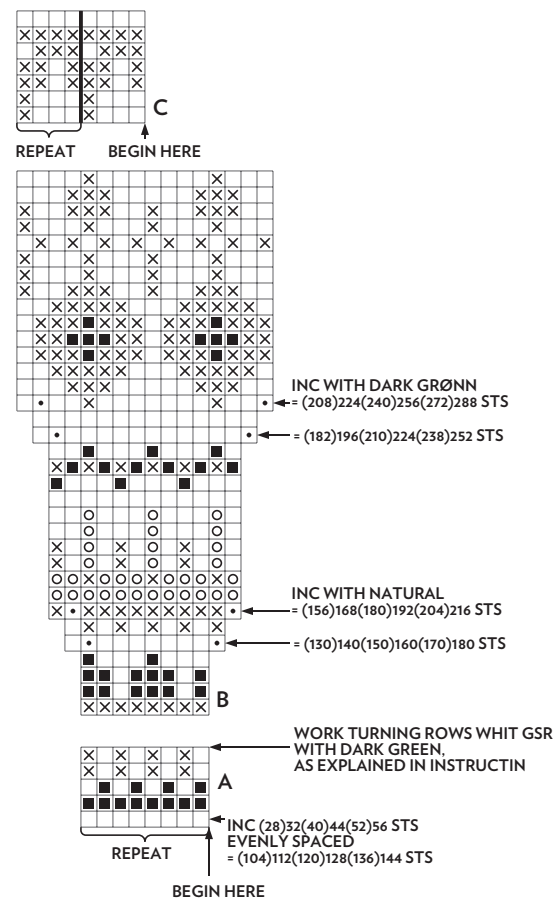 C
REPEAT BEGIN HERE
INC WITH DARK GRØNN
= (208)224(240)256(272)288 STS
= (182)196(210)224(238)252 STS
INC WITH NATURAL
= (156)168(180)192(204)216 STS
= (130)140(150)160(170)180 STS
B
WORK TURNING ROWS WHIT GSR
WITH DARK GREEN,
AS EXPLAINED IN INSTRUCTIN
A
INC (28)32(40)44(52)56 STS
EVENLY SPACED
= (104)112(120)128(136)144 STS
REPEAT
BEGIN HERE